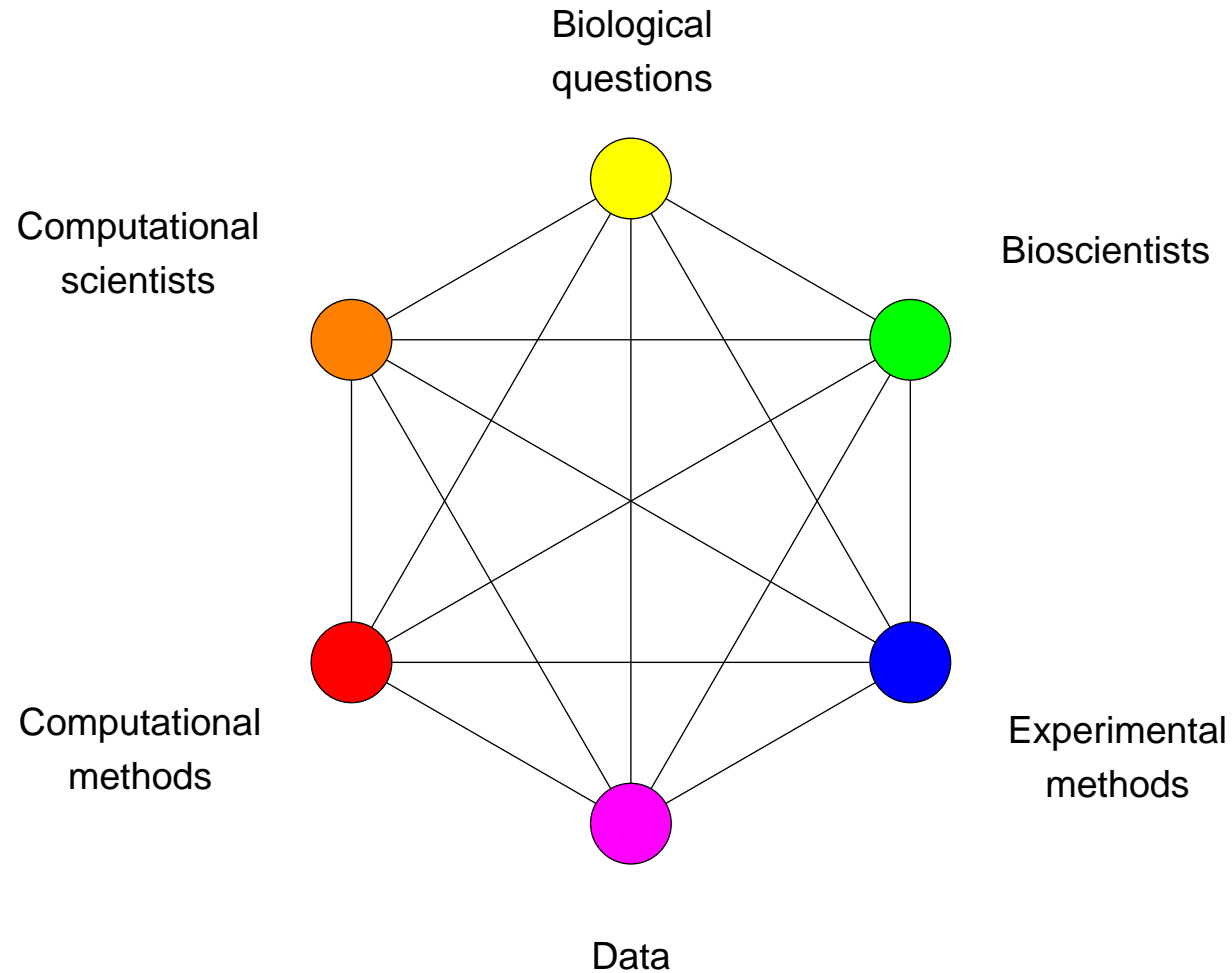 Biological
questions
Computational
scientists
Bioscientists
Computational
methods
Experimental
methods
Data